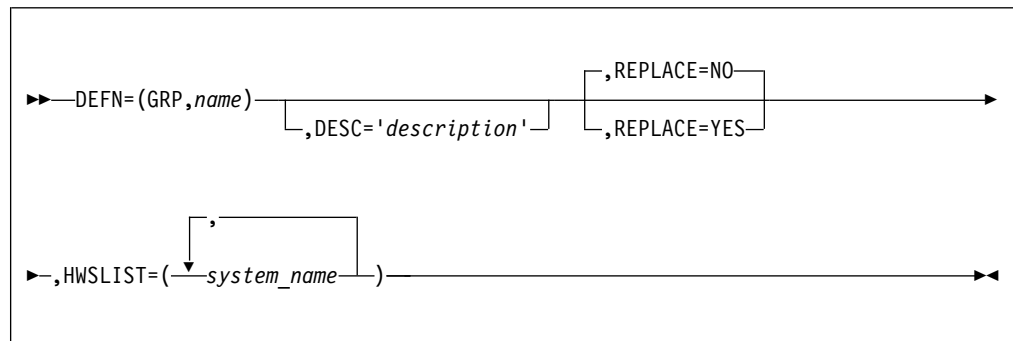 ,REPLACE=NO
DEFN=(GRP,name)
,DESC='description'
,REPLACE=YES
,
,HWSLIST=( system_name )